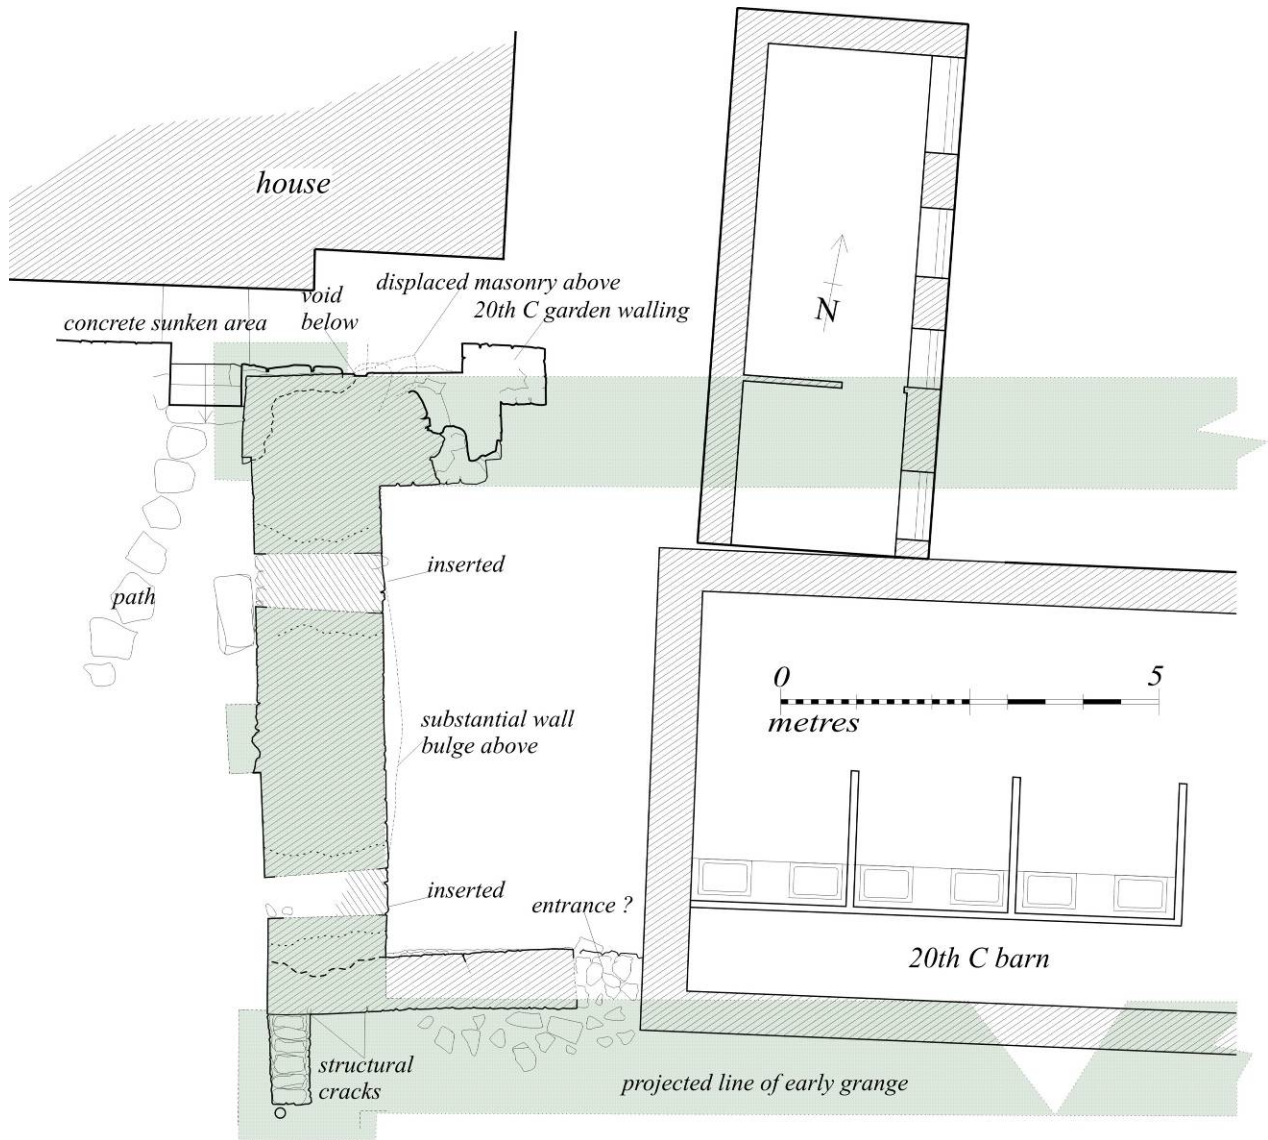 house
displaced masonry above
void
below
20th C garden walling
concrete sunken area
N
inserted
path
0 5
metres
substantial wall
bulge above
inserted
entrance ?
20th C barn
structural
cracks
projected line of early grange